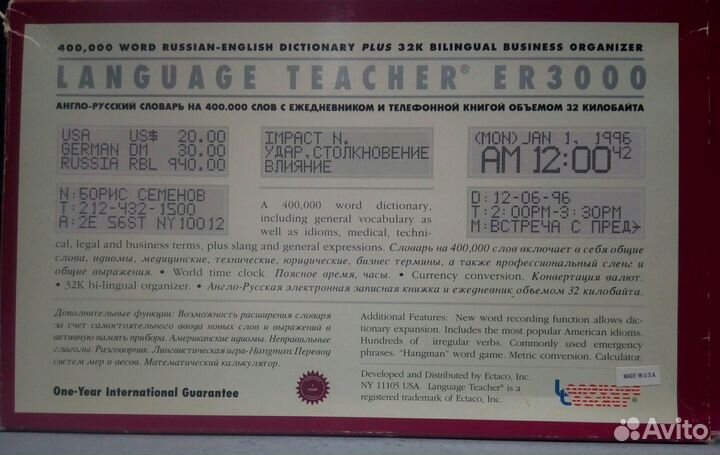 400,000 WORD RUSSIAN-ENGLISH DICTIONARY PLUS 32K BILINGUAL BUSINESS ORGANIZER
LANGUAGE TEACHER® ER3000
АНГЛО-РУССКИЙ СЛОВАРЬ НА 400.000 СЛОВ С ЕЖЕДНЕВНИКОМ И ТЕЛЕФОННОЙ КНИГОЙ ОБЪЕМОМ 32 КИЛОБАЙТА
USA US$ 20.00
GERMAN DM 30.00
RUSSIA RBL 940.00
IMPACT N.
УДАР, СТОЛКНОВЕНИЕ
ВЛИЯНИЕ
(MON) JAN 1, 1996
AM 12:00 42
N: БОРИС СЕМЕНОВ
T: 212-432-1500
A: 2E 56ST NY10012
D: 12-06-96
T: 2:00PM-3:30PM
M: ВСТРЕЧА С ПРЕД>
A 400,000 word dictionary,
including general vocabulary as
well as idioms, medical, techni-
cal, legal and business terms, plus slang and general expressions. Словарь на 400,000 слов включает в себя общие
слова, идиомы, медицинские, технические, юридические, бизнес термины, а также профессиональный сленг и
общие выражения. • World time clock. Поясное время, часы. • Currency conversion. Конвертация валют.
• 32K bi-lingual organizer. • Англо-Русская электронная записная книжка и ежедневник объемом 32 килобайта.
Дополнительные функции: Возможность расширения словаря
за счет самостоятельного ввода новых слов и выражений в
активную память прибора. Американские идиомы. Неправильные
глаголы. Разговорник. Лингвистическая игра-Hangman. Перевод
систем мер и весов. Математический калькулятор.
One-Year International Guarantee
1
YEAR
Additional Features: New word recording function allows dic-
tionary expansion. Includes the most popular American idioms.
Hundreds of irregular verbs. Commonly used emergency
phrases. "Hangman" word game. Metric conversion. Calculator.
Developed and Distributed by Ectaco, Inc.
NY 11105 USA. Language Teacher® is a
registered trademark of Ectaco, Inc.
MADE IN U.S.A.
Language
Teacher
Avito